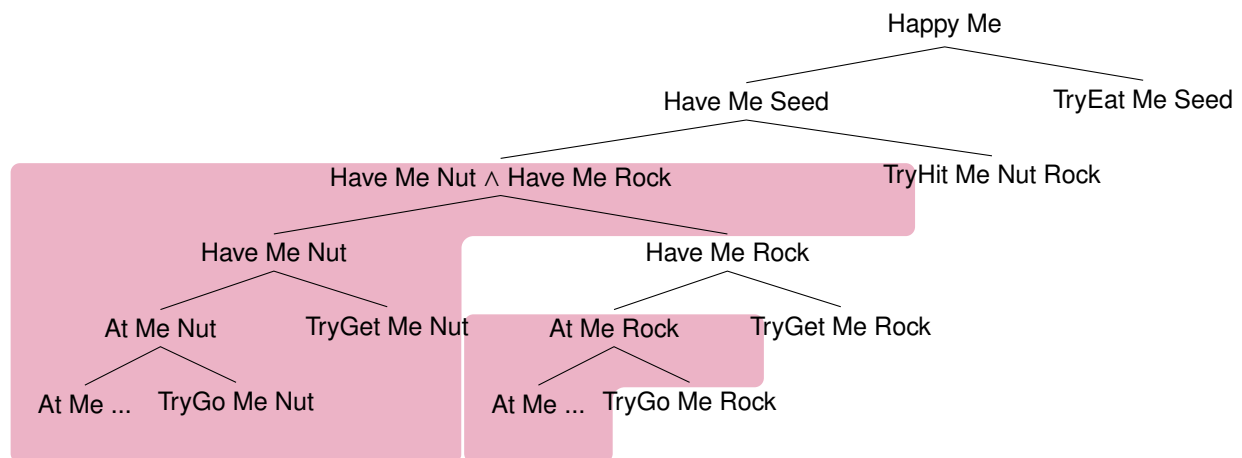 Happy Me
Have Me Seed TryEat Me Seed
Have Me Nut ∧ Have Me Rock TryHit Me Nut Rock
Have Me Nut Have Me Rock
At Me Nut TryGet Me Nut At Me Rock TryGet Me Rock
At Me ... TryGo Me Nut At Me ... TryGo Me Rock